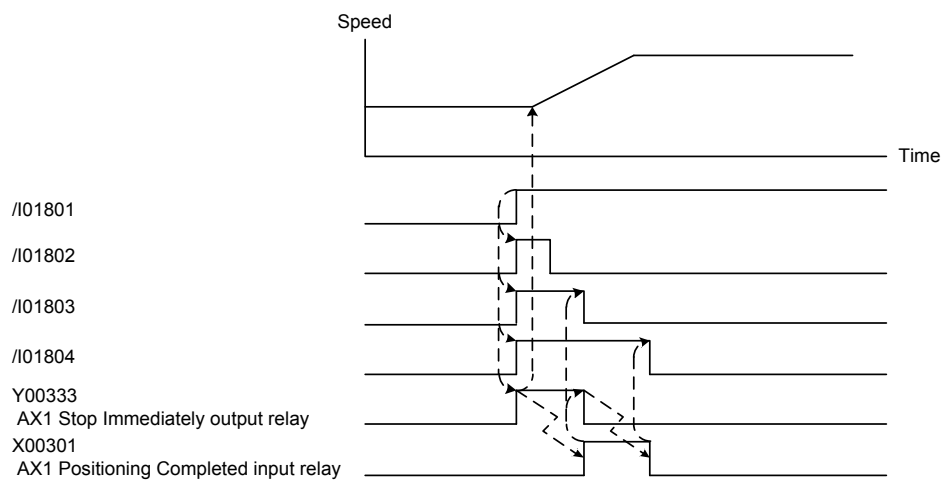 Speed
Time
/I01801
/I01802
/I01803
/I01804
Y00333
AX1 Stop Immediately output relay
X00301
AX1 Positioning Completed input relay